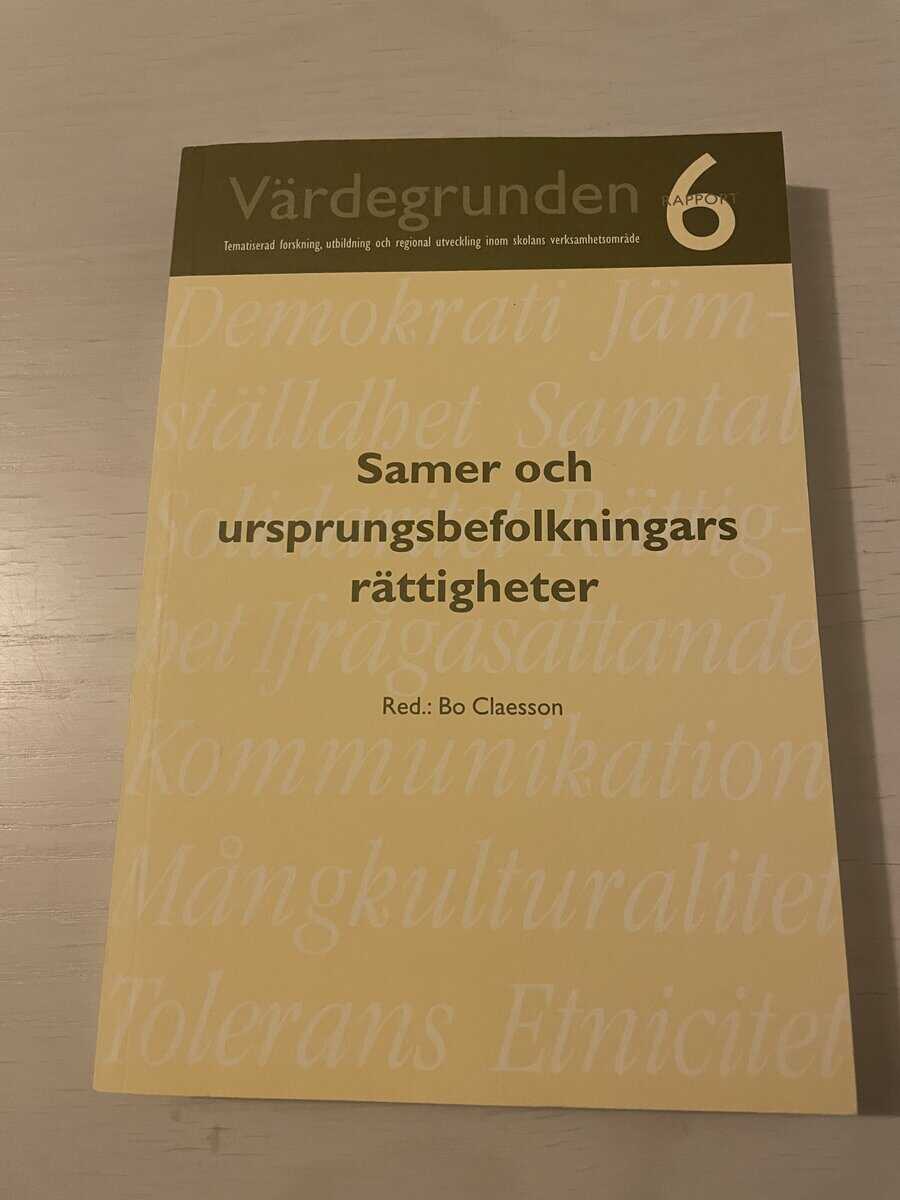 Värdegrunden
RAPPORT 6
Tematiserad forskning, utbildning och regional utveckling inom skolans verksamhetsområde
Demokrati Jäm-
ställdhet Samtal
Samer och
Solidaritet Rättig-
ursprungsbefolkningars
rättigheter
het Ifrågasättande
Red.: Bo Claesson
Kommunikation
Mångkulturalitet
Tolerans Etnicitet